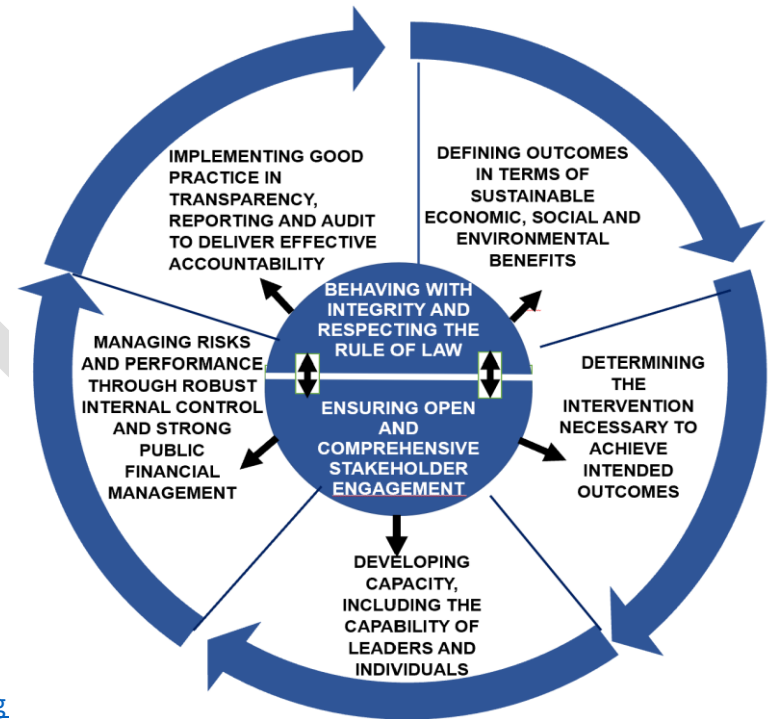 IMPLEMENTING GOOD
PRACTICE IN
TRANSPARENCY,
REPORTING AND AUDIT
TO DELIVER EFFECTIVE
ACCOUNTABILITY
DEFINING OUTCOMES
IN TERMS OF
SUSTAINABLE
ECONOMIC, SOCIAL AND
ENVIRONMENTAL
BENEFITS
BEHAVING WITH
INTEGRITY AND
RESPECTING THE
RULE OF LAW
MANAGING RISKS
AND PERFORMANCE
THROUGH ROBUST
INTERNAL CONTROL
AND STRONG
PUBLIC
FINANCIAL
MANAGEMENT
ENSURING OPEN
AND
COMPREHENSIVE
STAKEHOLDER
ENGAGEMENT
DETERMINING
THE
INTERVENTION
NECESSARY TO
ACHIEVE
INTENDED
OUTCOMES
DEVELOPING
CAPACITY,
INCLUDING THE
CAPABILITY OF
LEADERS AND
INDIVIDUALS
g